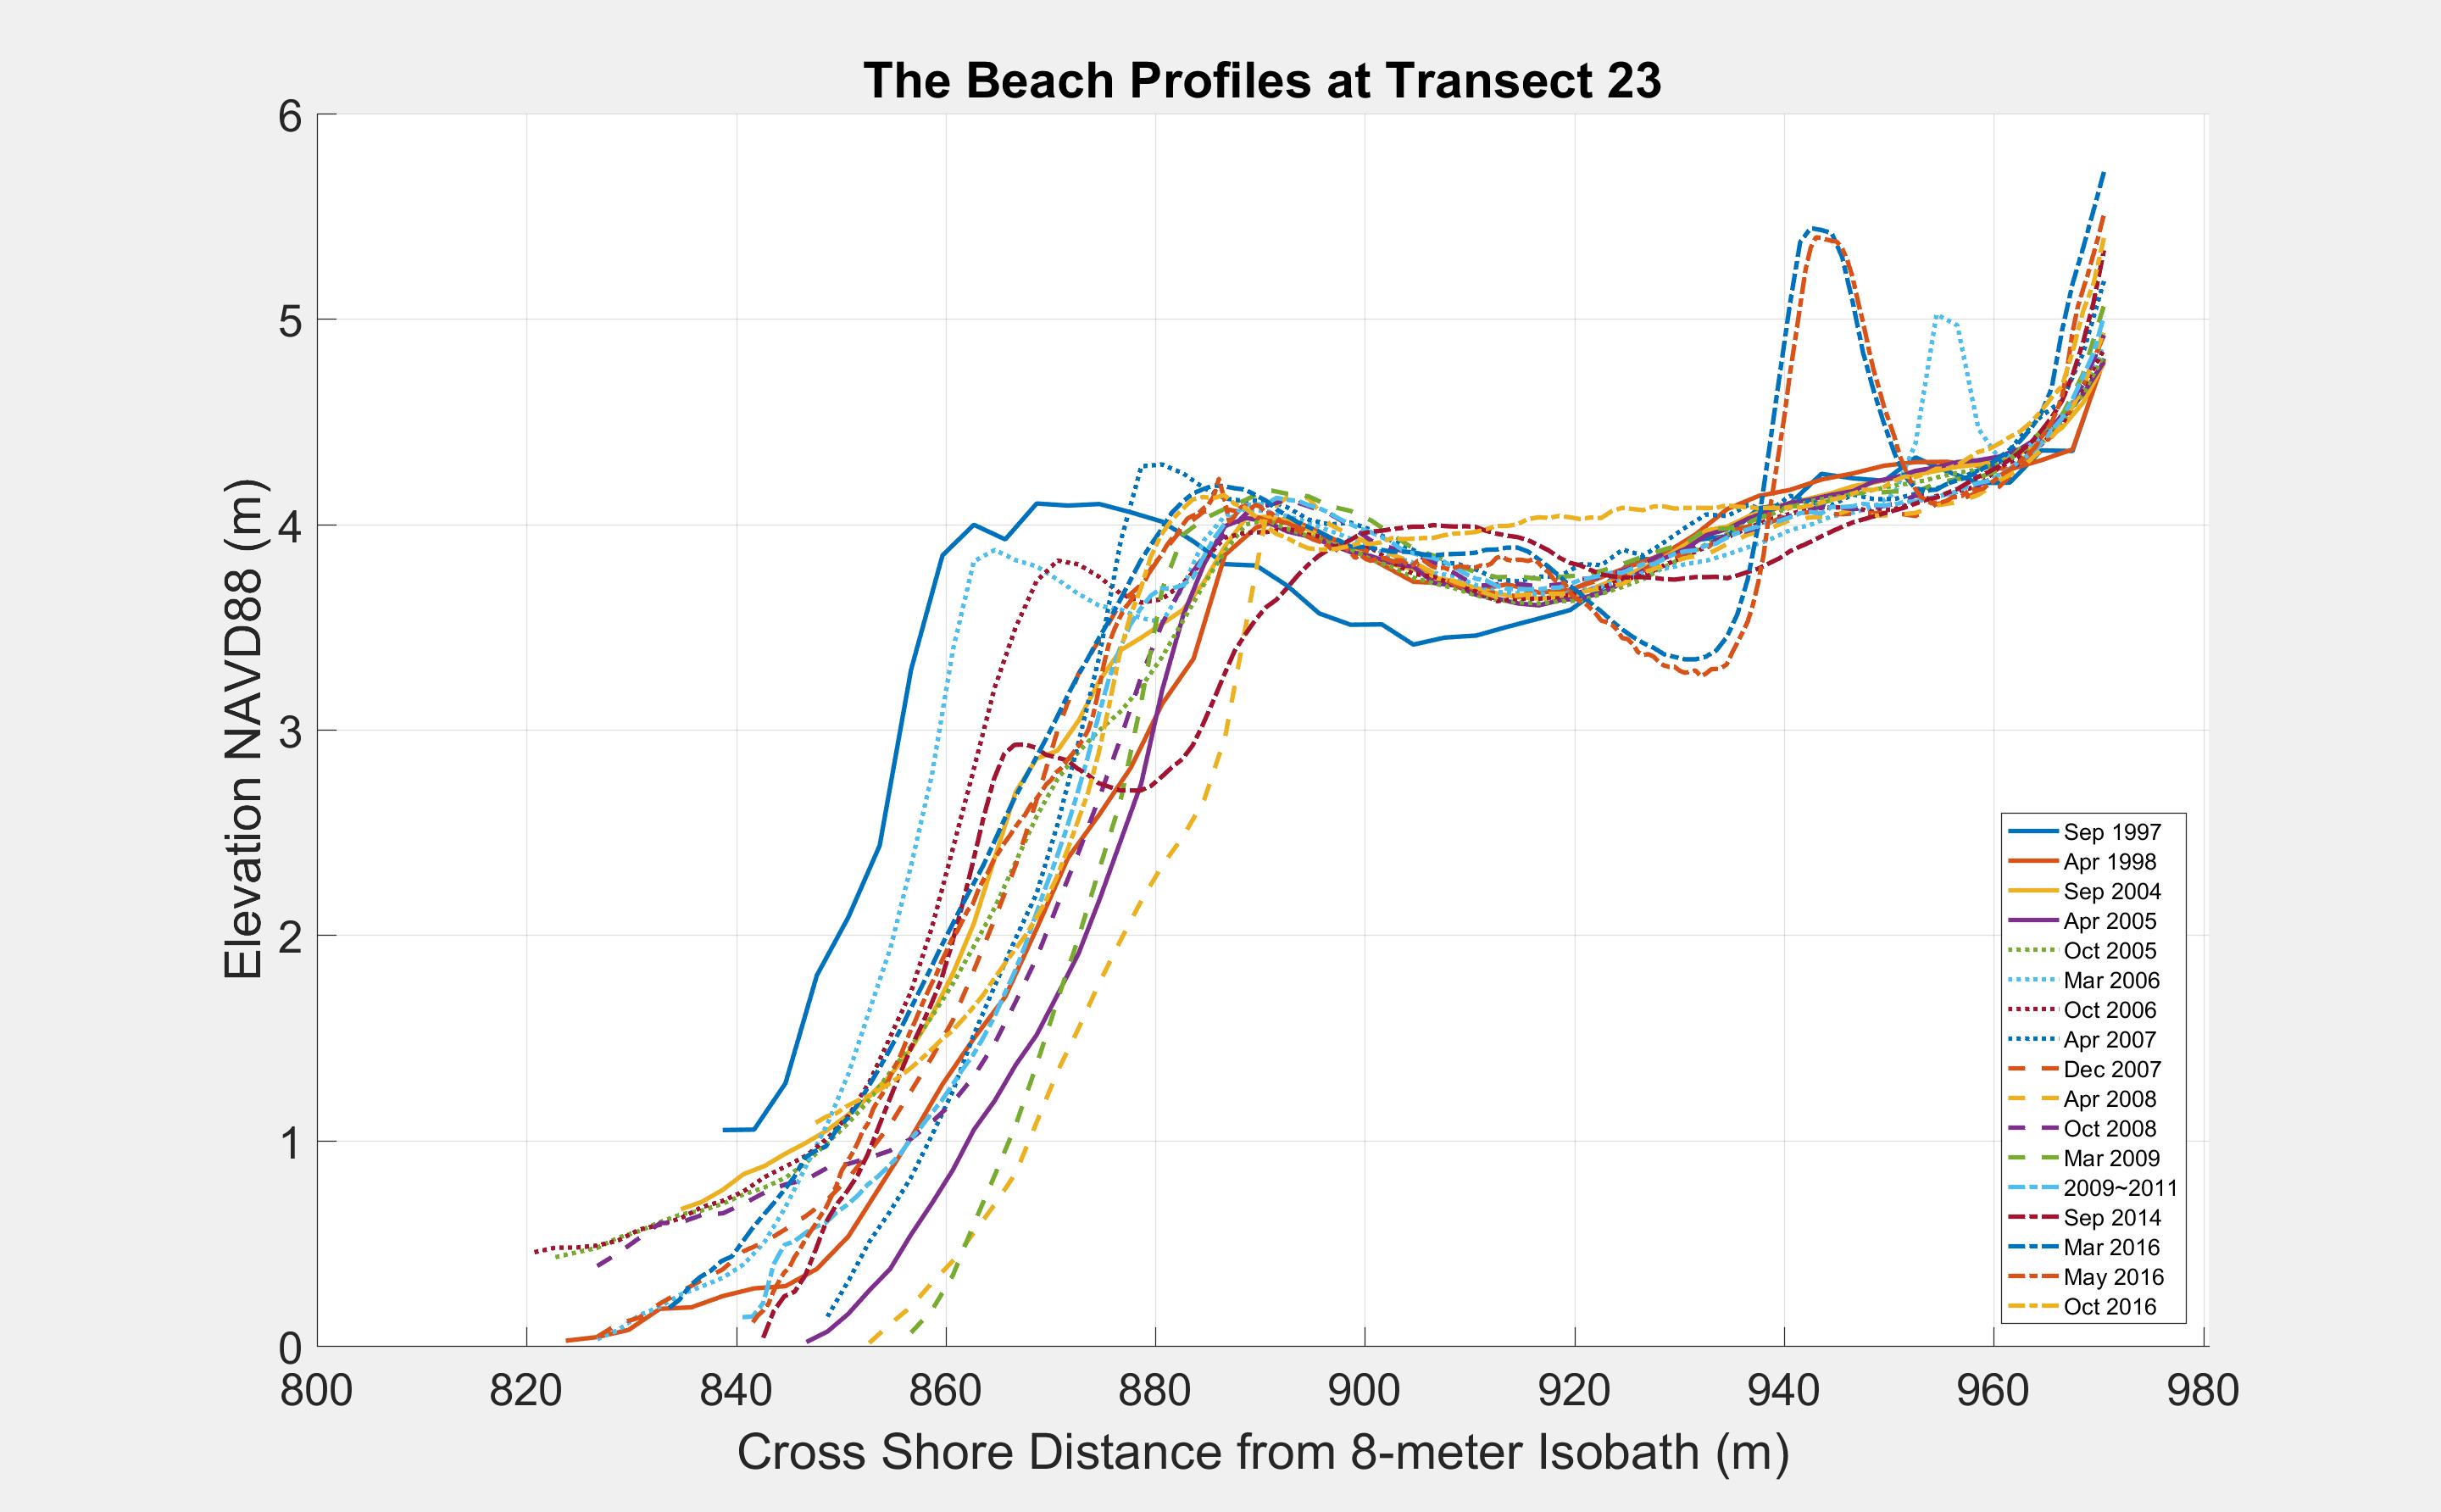 The Beach Profiles at Transect 23
6
5
4
3
2
1
0
Elevation NAVD88 (m)
800 820 840 860 880 900 920 940 960 980
Cross Shore Distance from 8-meter Isobath (m)
Sep 1997
Apr 1998
Sep 2004
Apr 2005
Oct 2005
Mar 2006
Oct 2006
Apr 2007
Dec 2007
Apr 2008
Oct 2008
Mar 2009
2009~2011
Sep 2014
Mar 2016
May 2016
Oct 2016